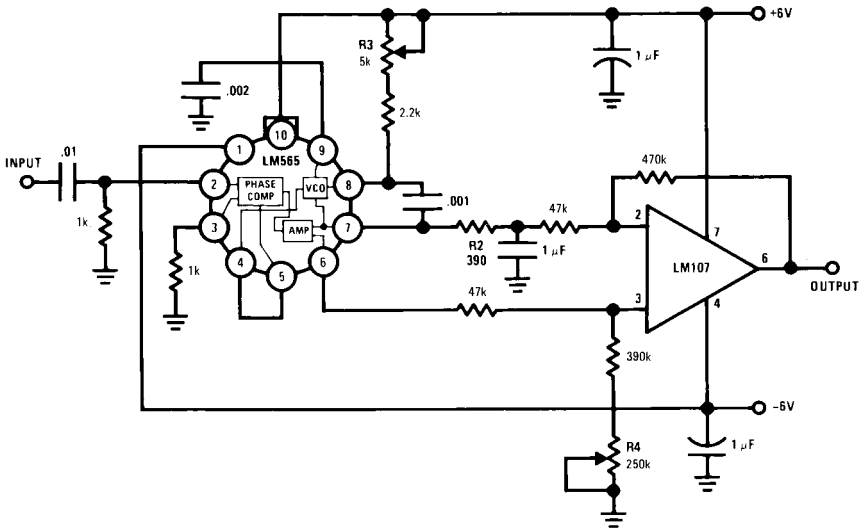 +6V
R3
5k
1 μF
.002
2.2k
10
1
9
LM565
INPUT
.01
2
PHASE
COMP
VCO
8
.001
470k
1k
3
AMP
7
R2
390
1 μF
47k
2
7
1k
4
5
6
LM107
6
OUTPUT
47k
3
4
390k
-6V
R4
250k
1 μF